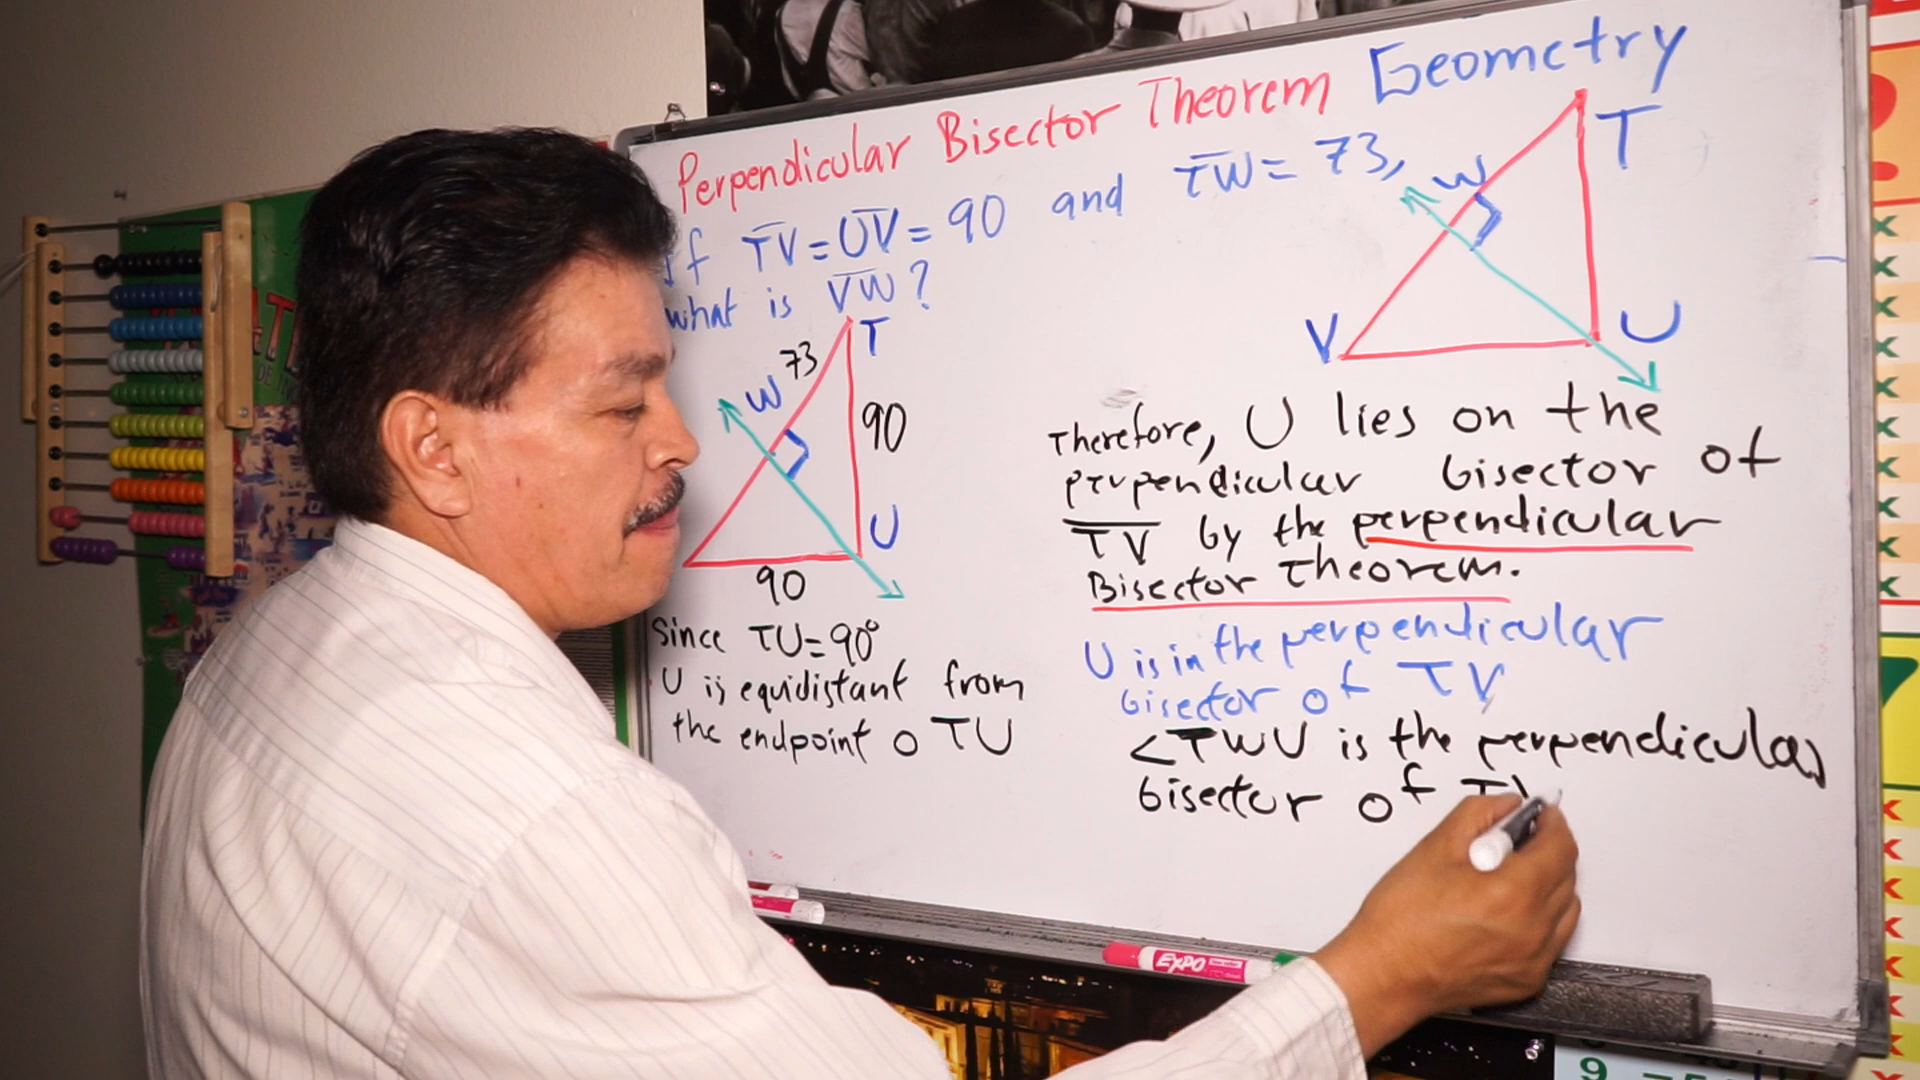 Perpendicular Bisector Theorem Geometry
If TV = UV = 90 and TW = 73,
what is VW?
T
W
V
U
73
T
W
90
U
90
Since TU = 90°
U is equidistant from
the endpoint o TU
Therefore, U lies on the
perpendicular bisector of
TV by the perpendicular
Bisector theorem.
U is in the perpendicular
bisector of TV
<TWU is the perpendicular
bisector of TV
EXPO
9